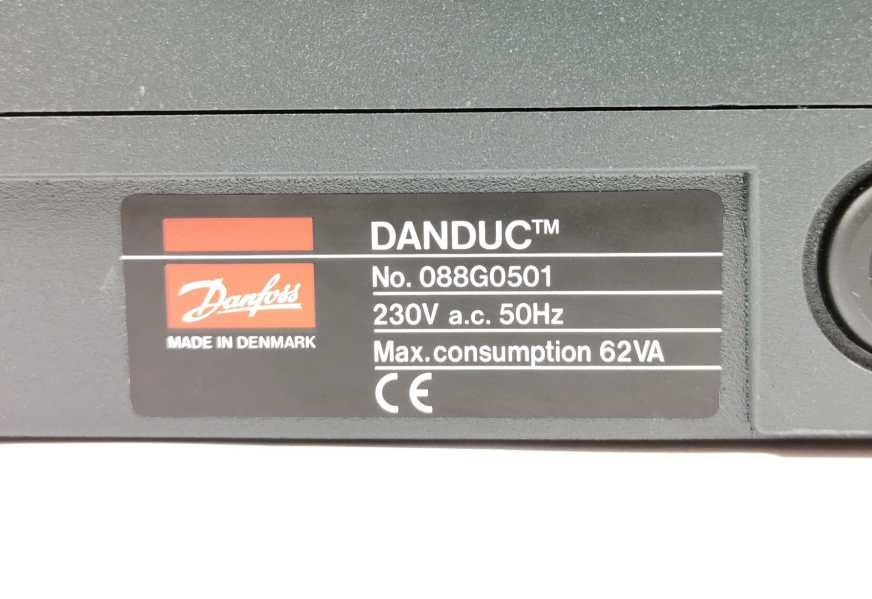 DANDUC™
No. 088G0501
230V a.c. 50Hz
Max. consumption 62VA
CE
Danfoss
MADE IN DENMARK